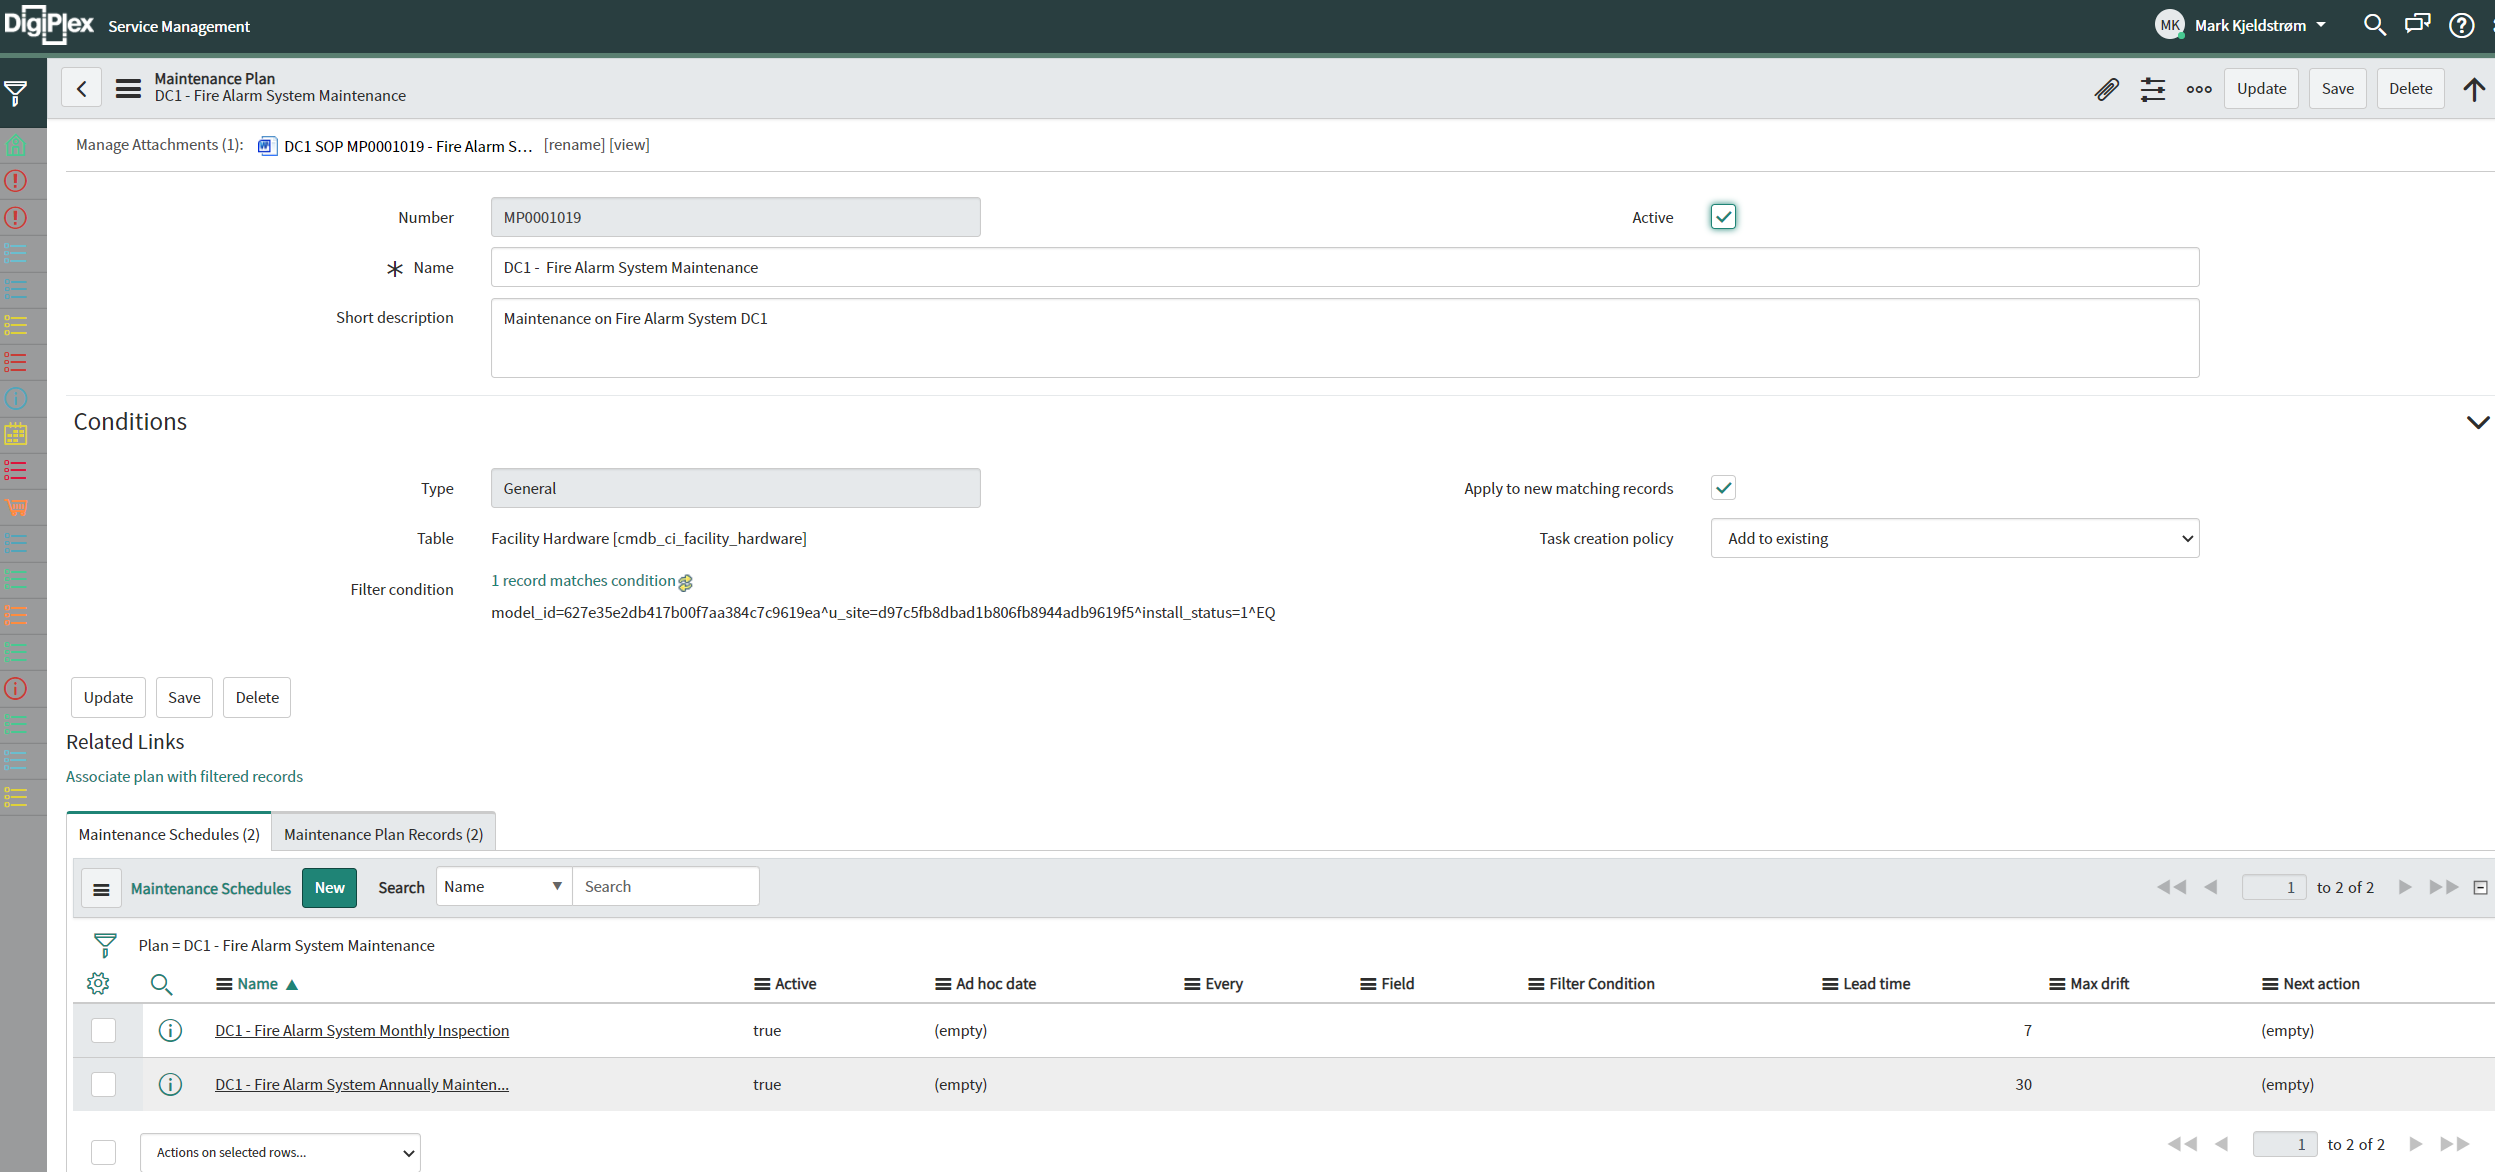 DigiPlex Service Management
MK Mark Kjeldstrøm
Maintenance Plan
DC1 - Fire Alarm System Maintenance
Update Save Delete
Manage Attachments (1): DC1 SOP MP0001019 - Fire Alarm S... [rename] [view]
Number MP0001019 Active
Name DC1 - Fire Alarm System Maintenance
Short description Maintenance on Fire Alarm System DC1
Conditions
Type General Apply to new matching records
Table Facility Hardware [cmdb_ci_facility_hardware] Task creation policy Add to existing
Filter condition 1 record matches condition
model_id=627e35e2db417b00f7aa384c7c9619ea^u_site=d97c5fb8dbad1b806fb8944adb9619f5^install_status=1^EQ
Update Save Delete
Related Links
Associate plan with filtered records
Maintenance Schedules (2) Maintenance Plan Records (2)
Maintenance Schedules New Search Name Search 1 to 2 of 2
Plan = DC1 - Fire Alarm System Maintenance
Name Active Ad hoc date Every Field Filter Condition Lead time Max drift Next action
DC1 - Fire Alarm System Monthly Inspection true (empty) 7 (empty)
DC1 - Fire Alarm System Annually Mainten... true (empty) 30 (empty)
Actions on selected rows... 1 to 2 of 2